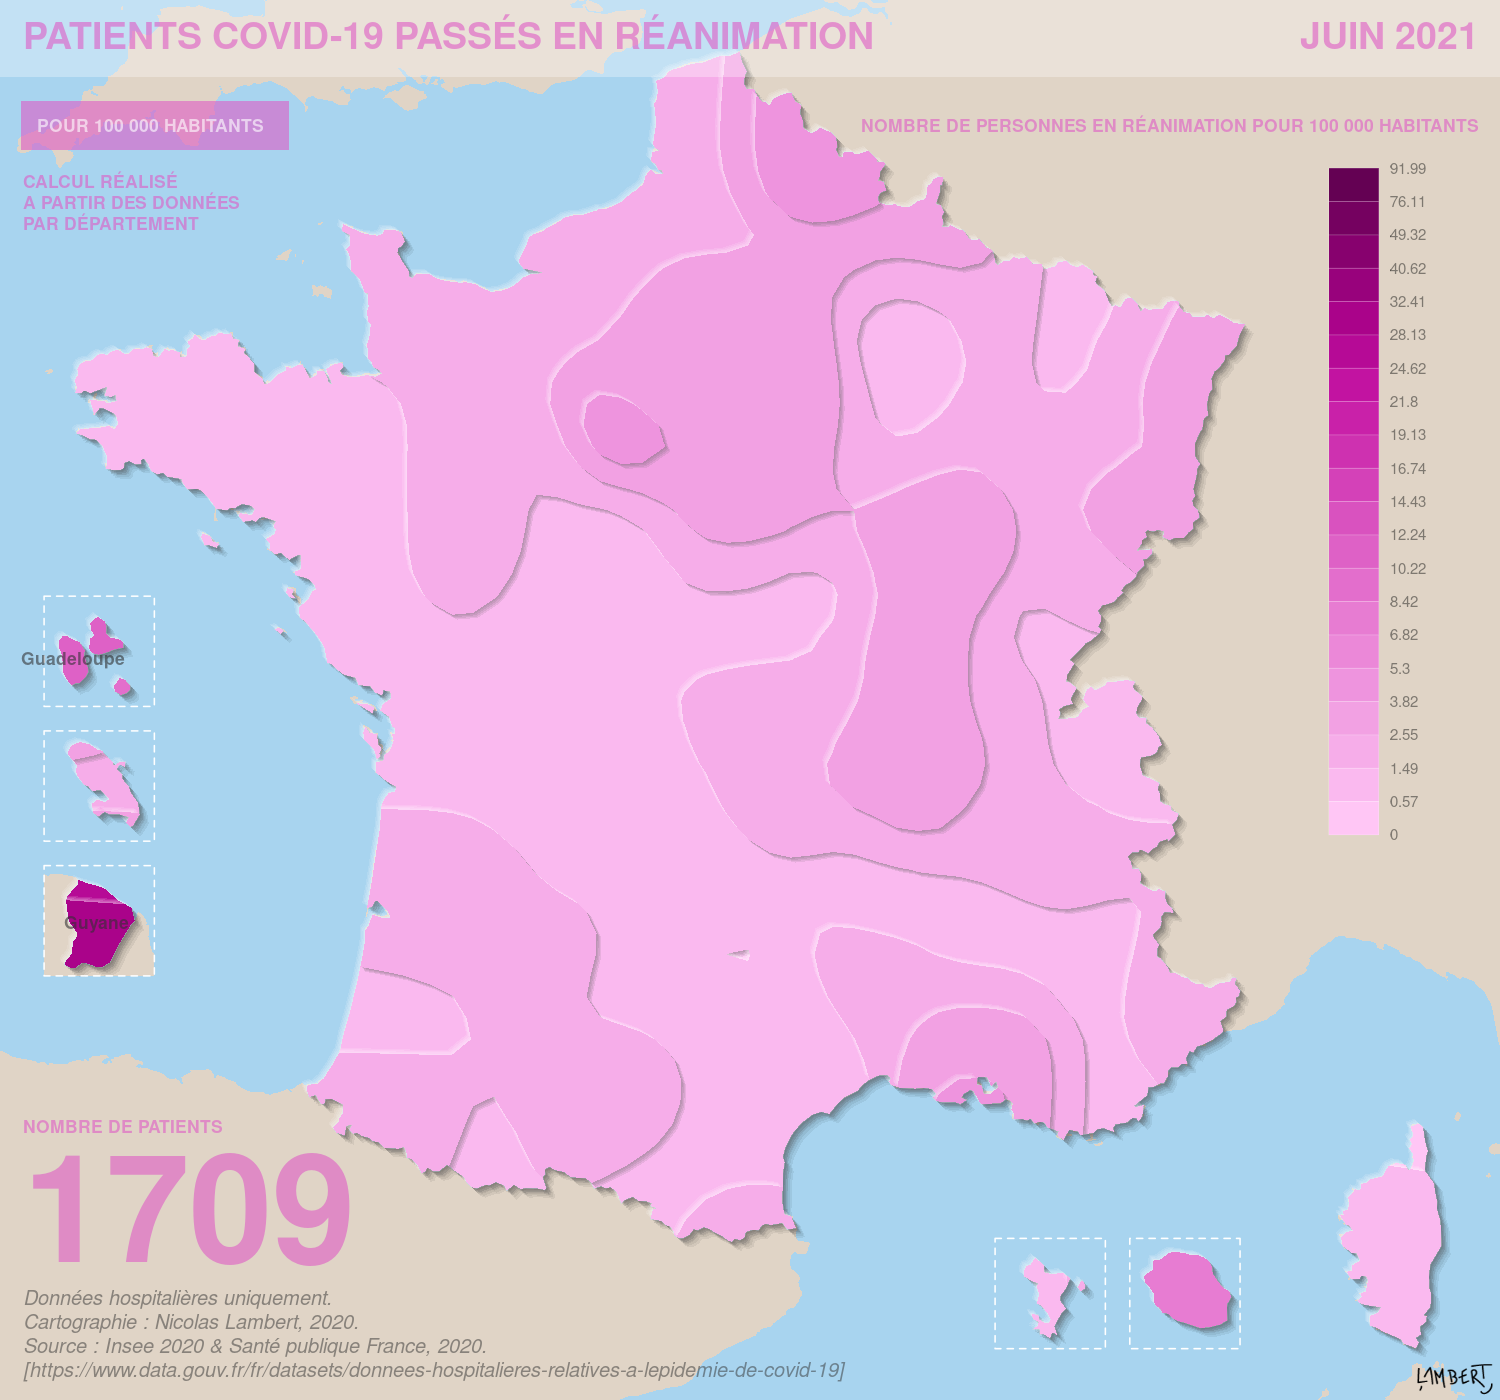 PATIENTS COVID-19 PASSÉS EN RÉANIMATION
JUIN 2021
POUR 100 000 HABITANTS
CALCUL RÉALISÉ
A PARTIR DES DONNÉES
PAR DÉPARTEMENT
NOMBRE DE PERSONNES EN RÉANIMATION POUR 100 000 HABITANTS
91.99
76.11
49.32
40.62
32.41
28.13
24.62
21.8
19.13
16.74
14.43
12.24
10.22
8.42
6.82
5.3
3.82
2.55
1.49
0.57
0
Guadeloupe
Guyane
NOMBRE DE PATIENTS
1709
Données hospitalières uniquement.
Cartographie : Nicolas Lambert, 2020.
Source : Insee 2020 & Santé publique France, 2020.
[https://www.data.gouv.fr/fr/datasets/donnees-hospitalieres-relatives-a-lepidemie-de-covid-19]
LAMBERT